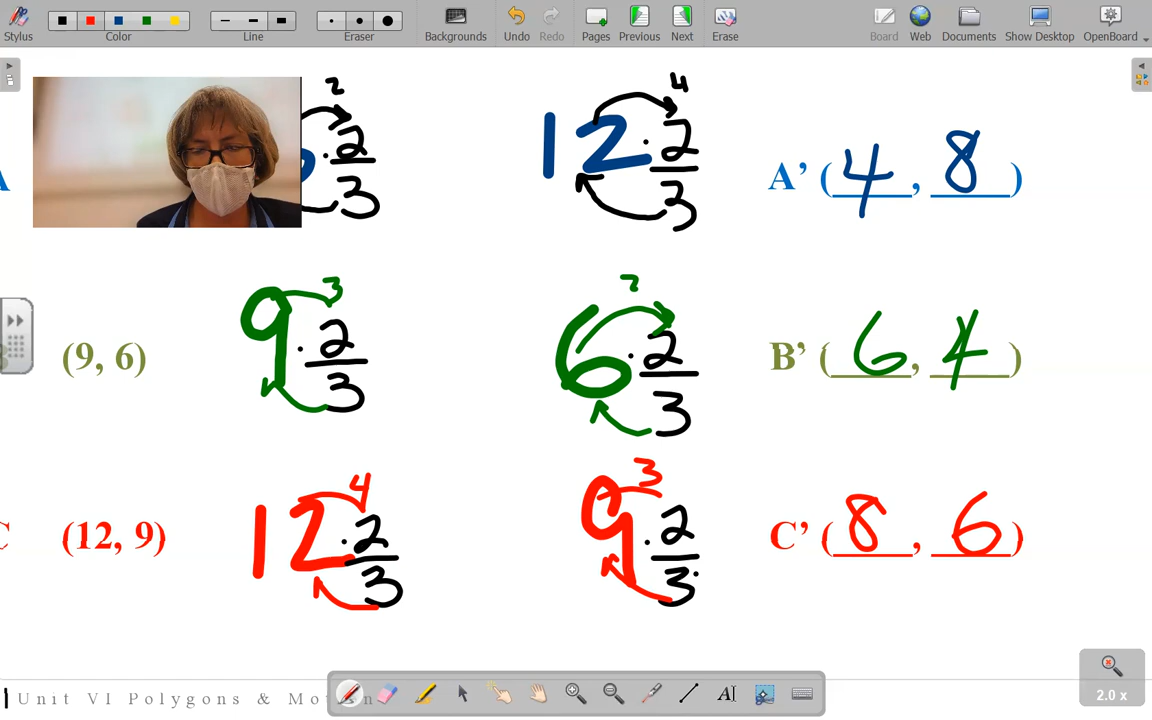 Stylus Color Line Eraser Backgrounds Undo Redo Pages Previous Next Erase Board Web Documents Show Desktop OpenBoard
2 4
A · 2/3 12 · 2/3 A’ (4, 8)
3 2
(9, 6) 9 · 2/3 6 · 2/3 B’ (6, 4)
4 3
C (12, 9) 12 · 2/3 9 · 2/3 C’ (8, 6)
Unit VI Polygons & Mo n
2.0 x